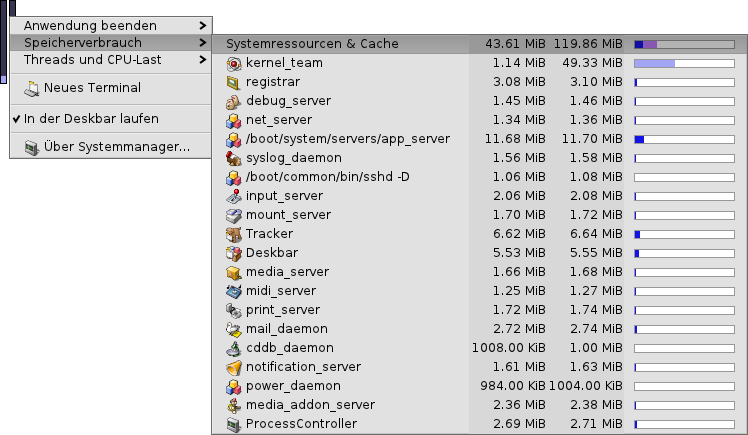 Anwendung beenden
Speicherverbrauch
Threads und CPU-Last
Neues Terminal
In der Deskbar laufen
Über Systemmanager...
Systemressourcen & Cache 43.61 MiB 119.86 MiB
kernel_team 1.14 MiB 49.33 MiB
registrar 3.08 MiB 3.10 MiB
debug_server 1.45 MiB 1.46 MiB
net_server 1.34 MiB 1.36 MiB
/boot/system/servers/app_server 11.68 MiB 11.70 MiB
syslog_daemon 1.56 MiB 1.58 MiB
/boot/common/bin/sshd -D 1.06 MiB 1.08 MiB
input_server 2.06 MiB 2.08 MiB
mount_server 1.70 MiB 1.72 MiB
Tracker 6.62 MiB 6.64 MiB
Deskbar 5.53 MiB 5.55 MiB
media_server 1.66 MiB 1.68 MiB
midi_server 1.25 MiB 1.27 MiB
print_server 1.72 MiB 1.74 MiB
mail_daemon 2.72 MiB 2.74 MiB
cddb_daemon 1008.00 KiB 1.00 MiB
notification_server 1.61 MiB 1.63 MiB
power_daemon 984.00 KiB 1004.00 KiB
media_addon_server 2.36 MiB 2.38 MiB
ProcessController 2.69 MiB 2.71 MiB